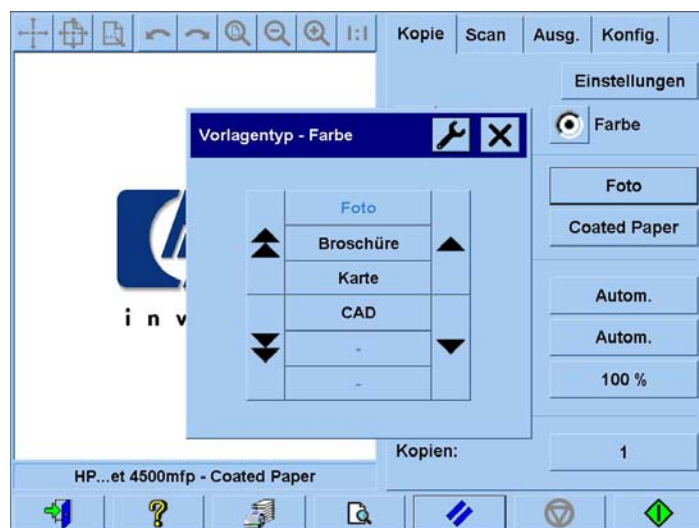 1:1
Kopie
Scan
Ausg.
Konfig.
Einstellungen
Farbe
Vorlagentyp - Farbe
Foto
Broschüre
Karte
CAD
-
-
Foto
Coated Paper
Autom.
Autom.
100 %
Kopien:
1
i n v
HP...et 4500mfp - Coated Paper